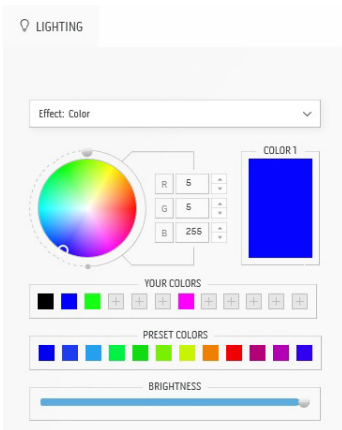 LIGHTING
Effect: Color
COLOR 1
R 5
G 5
B 255
YOUR COLORS
PRESET COLORS
BRIGHTNESS